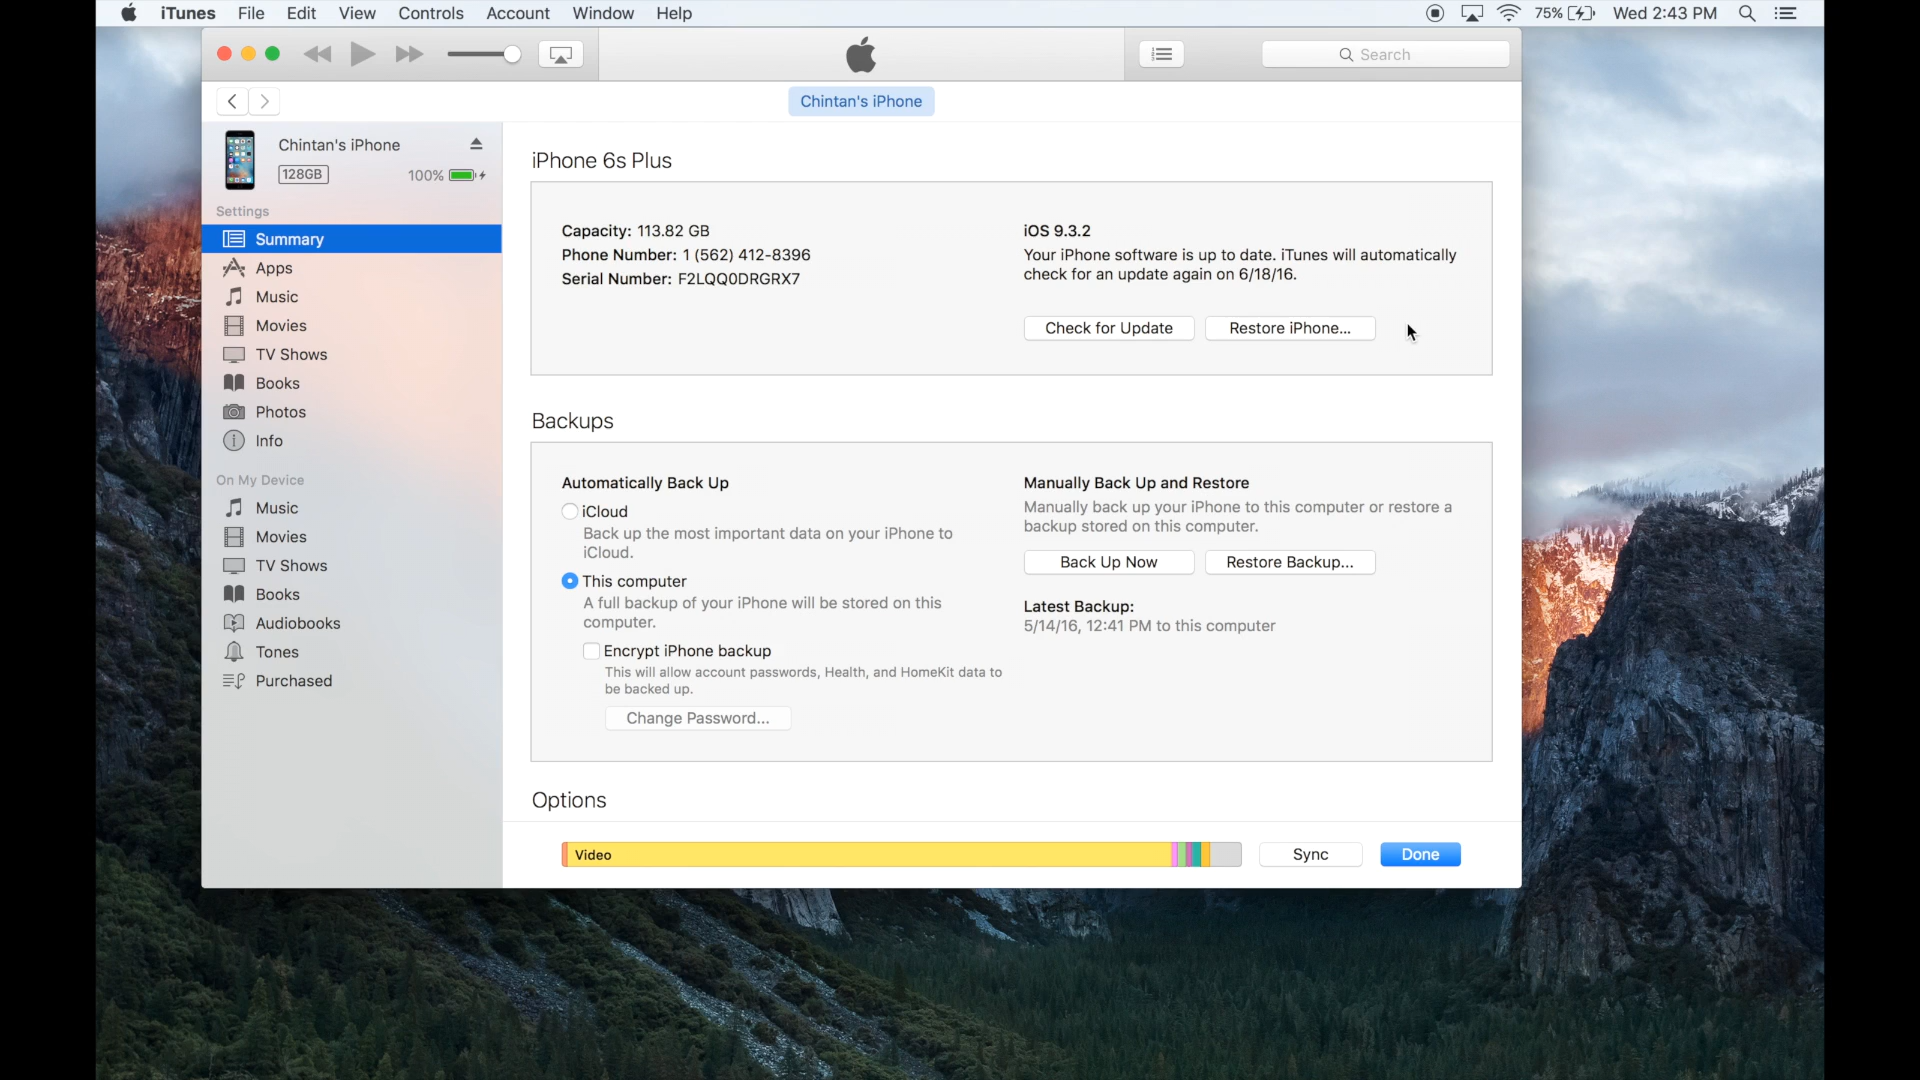 iTunes File Edit View Controls Account Window Help 75% Wed 2:43 PM
Search
Chintan's iPhone
Chintan's iPhone
128GB 100%
Settings
Summary
Apps
Music
Movies
TV Shows
Books
Photos
Info
On My Device
Music
Movies
TV Shows
Books
Audiobooks
Tones
Purchased
iPhone 6s Plus
Capacity: 113.82 GB
Phone Number: 1 (562) 412-8396
Serial Number: F2LQQ0DRGRX7
iOS 9.3.2
Your iPhone software is up to date. iTunes will automatically
check for an update again on 6/18/16.
Check for Update Restore iPhone...
Backups
Automatically Back Up
iCloud
Back up the most important data on your iPhone to
iCloud.
This computer
A full backup of your iPhone will be stored on this
computer.
Encrypt iPhone backup
This will allow account passwords, Health, and HomeKit data to
be backed up.
Change Password...
Manually Back Up and Restore
Manually back up your iPhone to this computer or restore a
backup stored on this computer.
Back Up Now Restore Backup...
Latest Backup:
5/14/16, 12:41 PM to this computer
Options
Video Sync Done